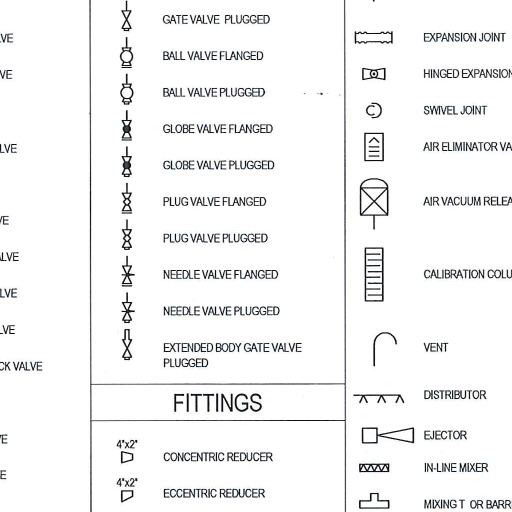 LVE
VE
LVE
VE
ALVE
LVE
LVE
CK VALVE
VE
E
GATE VALVE PLUGGED
BALL VALVE FLANGED
BALL VALVE PLUGGED
GLOBE VALVE FLANGED
GLOBE VALVE PLUGGED
PLUG VALVE FLANGED
PLUG VALVE PLUGGED
NEEDLE VALVE FLANGED
NEEDLE VALVE PLUGGED
EXTENDED BODY GATE VALVE
PLUGGED
FITTINGS
4"x2"
CONCENTRIC REDUCER
4"x2"
ECCENTRIC REDUCER
EXPANSION JOINT
HINGED EXPANSION
SWIVEL JOINT
AIR ELIMINATOR VA
AIR VACUUM RELEA
CALIBRATION COLU
VENT
DISTRIBUTOR
EJECTOR
IN-LINE MIXER
MIXING T OR BARR